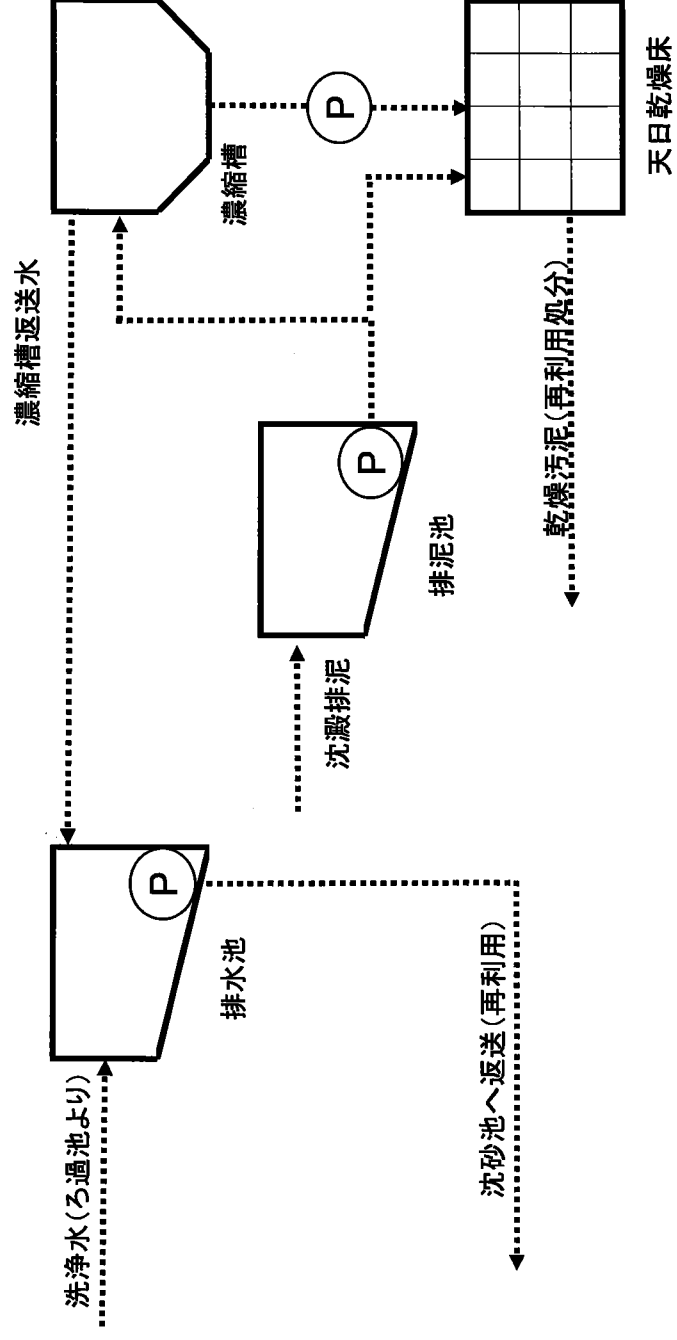 洗浄水(ろ過池より)
P
排水池
沈砂池へ返送(再利用)
濃縮槽返送水
沈澱排泥
P
排泥池
濃縮槽
P
天日乾燥床
乾燥汚泥(再利用処分)